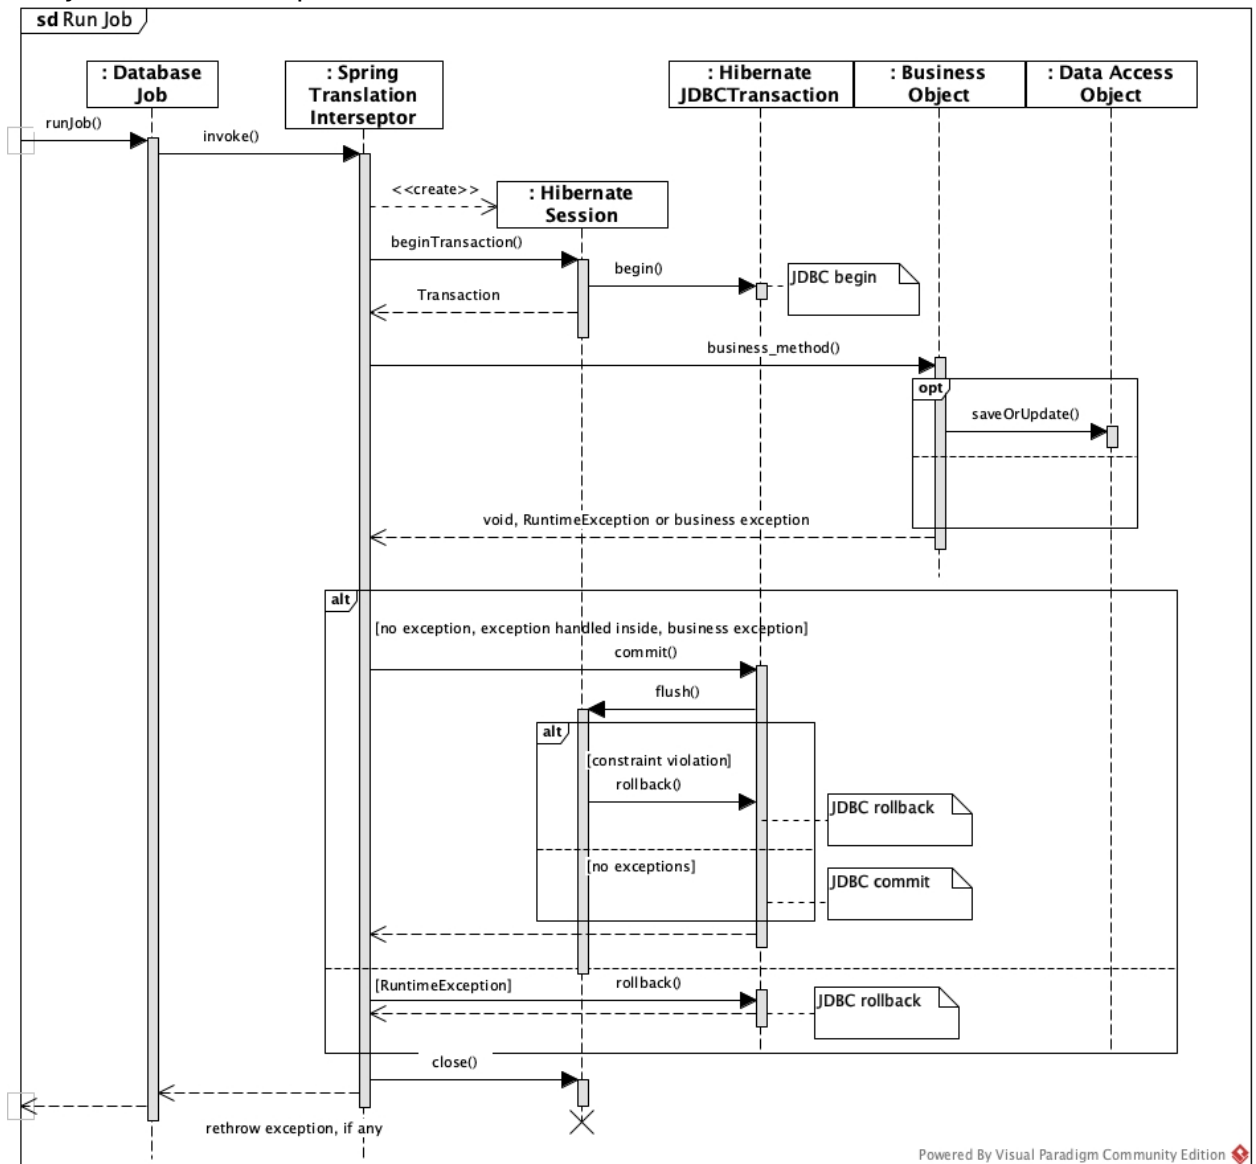 sd Run Job
: Database
Job
: Spring
Translation
Interseptor
: Hibernate
JDBCTransaction
: Business
Object
: Data Access
Object
runJob()
invoke()
<<create>>
: Hibernate
Session
beginTransaction()
begin()
JDBC begin
Transaction
business_method()
opt
saveOrUpdate()
void, RuntimeException or business exception
alt
[no exception, exception handled inside, business exception]
commit()
flush()
alt
[constraint violation]
rollback()
JDBC rollback
[no exceptions]
JDBC commit
[RuntimeException]
rollback()
JDBC rollback
close()
rethrow exception, if any
Powered By Visual Paradigm Community Edition